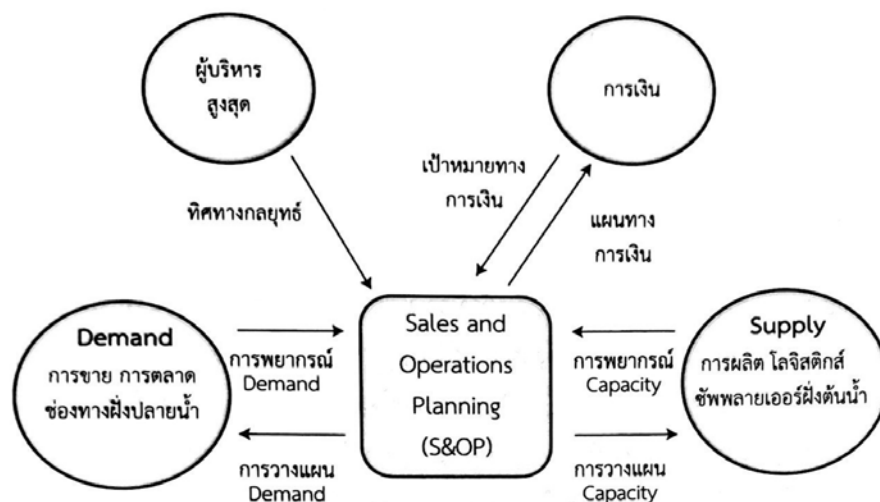 ผู้บริหาร
สูงสุด
การเงิน
ทิศทางกลยุทธ์
เป้าหมายทาง
การเงิน
แผนทาง
การเงิน
Demand
การขาย การตลาด
ช่องทางฝั่งปลายน้ำ
การพยากรณ์
Demand
การวางแผน
Demand
Sales and
Operations
Planning
(S&OP)
การพยากรณ์
Capacity
การวางแผน
Capacity
Supply
การผลิต โลจิสติกส์
ซัพพลายเออร์ฝั่งต้นน้ำ